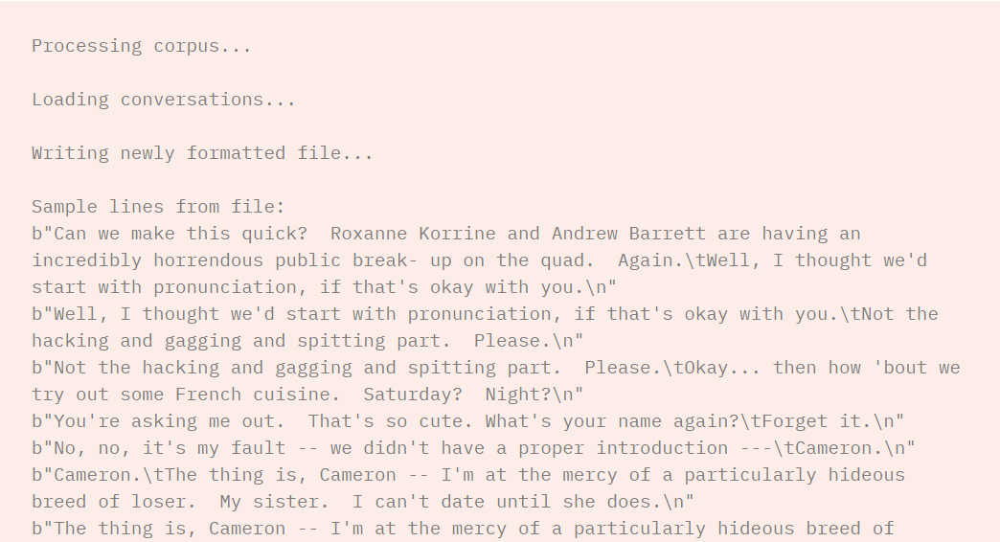 Processing corpus...
Loading conversations...
Writing newly formatted file...
Sample lines from file:
b"Can we make this quick?  Roxanne Korrine and Andrew Barrett are having an
incredibly horrendous public break- up on the quad.  Again.\tWell, I thought we'd
start with pronunciation, if that's okay with you.\n"
b"Well, I thought we'd start with pronunciation, if that's okay with you.\tNot the
hacking and gagging and spitting part.  Please.\n"
b"Not the hacking and gagging and spitting part.  Please.\tOkay... then how 'bout we
try out some French cuisine.  Saturday?  Night?\n"
b"You're asking me out.  That's so cute. What's your name again?\tForget it.\n"
b"No, no, it's my fault -- we didn't have a proper introduction ---\tCameron.\n"
b"Cameron.\tThe thing is, Cameron -- I'm at the mercy of a particularly hideous
breed of loser.  My sister.  I can't date until she does.\n"
b"The thing is, Cameron -- I'm at the mercy of a particularly hideous breed of